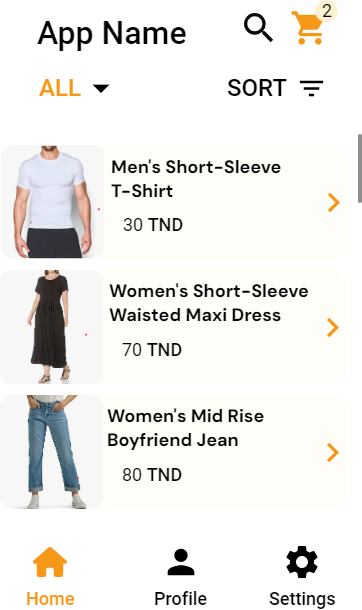 App Name
2
ALL
SORT
Men's Short-Sleeve
T-Shirt
30 TND
Women's Short-Sleeve
Waisted Maxi Dress
70 TND
Women's Mid Rise
Boyfriend Jean
80 TND
Home
Profile
Settings